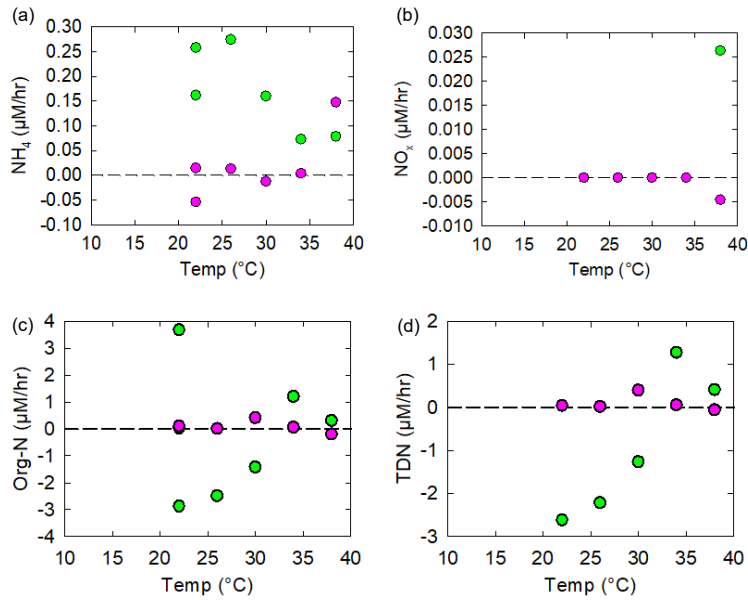 (a)
0.30
0.25
0.20
0.15
0.10
0.05
0.00
-0.05
-0.10
NH₄ (µM/hr)
10 15 20 25 30 35 40
Temp (°C)
(b)
0.030
0.025
0.020
0.015
0.010
0.005
0.000
-0.005
-0.010
NOₓ (µM/hr)
10 15 20 25 30 35 40
Temp (°C)
(c)
4
3
2
1
0
-1
-2
-3
-4
Org-N (µM/hr)
10 15 20 25 30 35 40
Temp (°C)
(d)
2
1
0
-1
-2
-3
TDN (µM/hr)
10 15 20 25 30 35 40
Temp (°C)